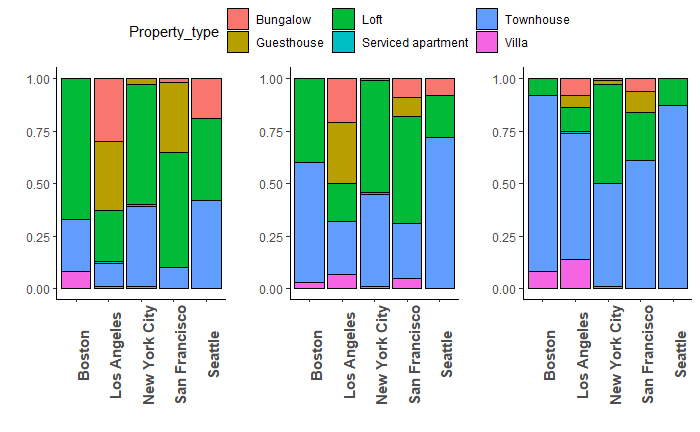 Property_type
Bungalow
Loft
Townhouse
Guesthouse
Serviced apartment
Villa
1.00
0.75
0.50
0.25
0.00
Boston
Los Angeles
New York City
San Francisco
Seattle
1.00
0.75
0.50
0.25
0.00
Boston
Los Angeles
New York City
San Francisco
Seattle
1.00
0.75
0.50
0.25
0.00
Boston
Los Angeles
New York City
San Francisco
Seattle